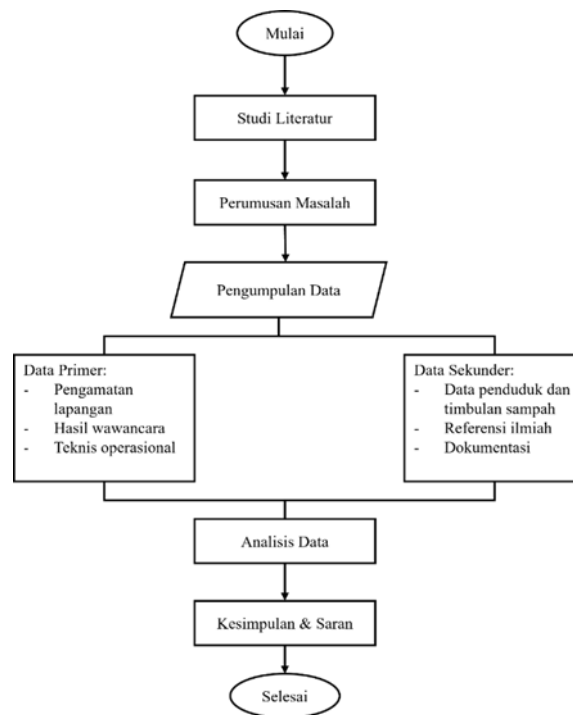 Mulai
Studi Literatur
Perumusan Masalah
Pengumpulan Data
Data Primer:
- Pengamatan
lapangan
- Hasil wawancara
- Teknis operasional
Data Sekunder:
- Data penduduk dan
timbulan sampah
- Referensi ilmiah
- Dokumentasi
Analisis Data
Kesimpulan & Saran
Selesai